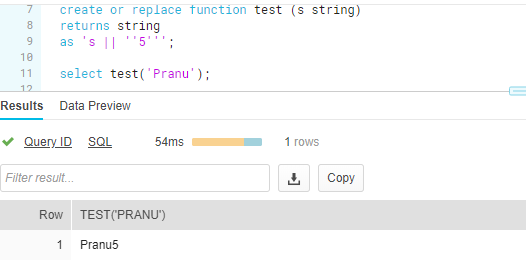 7 create or replace function test (s string)
8 returns string
9 as 's || ''5''';
10
11 select test('Pranu');
12
Results Data Preview
Query ID SQL 54ms 1 rows
Filter result... Copy
Row TEST('PRANU')
1 Pranu5